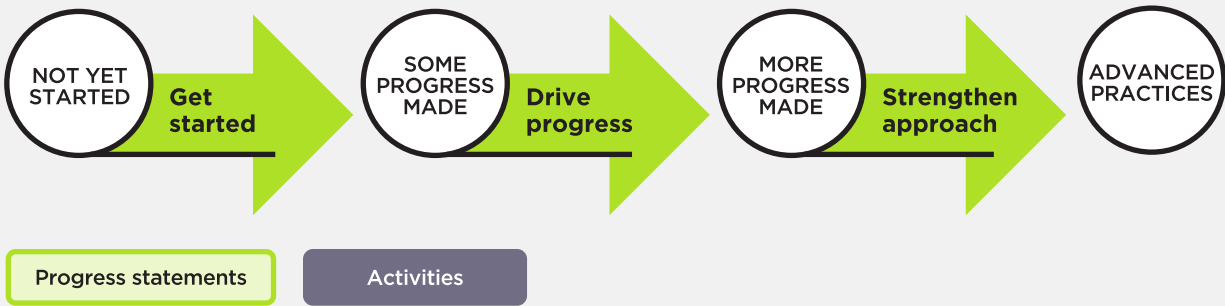 NOT YET
STARTED
Get
started
SOME
PROGRESS
MADE
Drive
progress
MORE
PROGRESS
MADE
Strengthen
approach
ADVANCED
PRACTICES
Progress statements
Activities